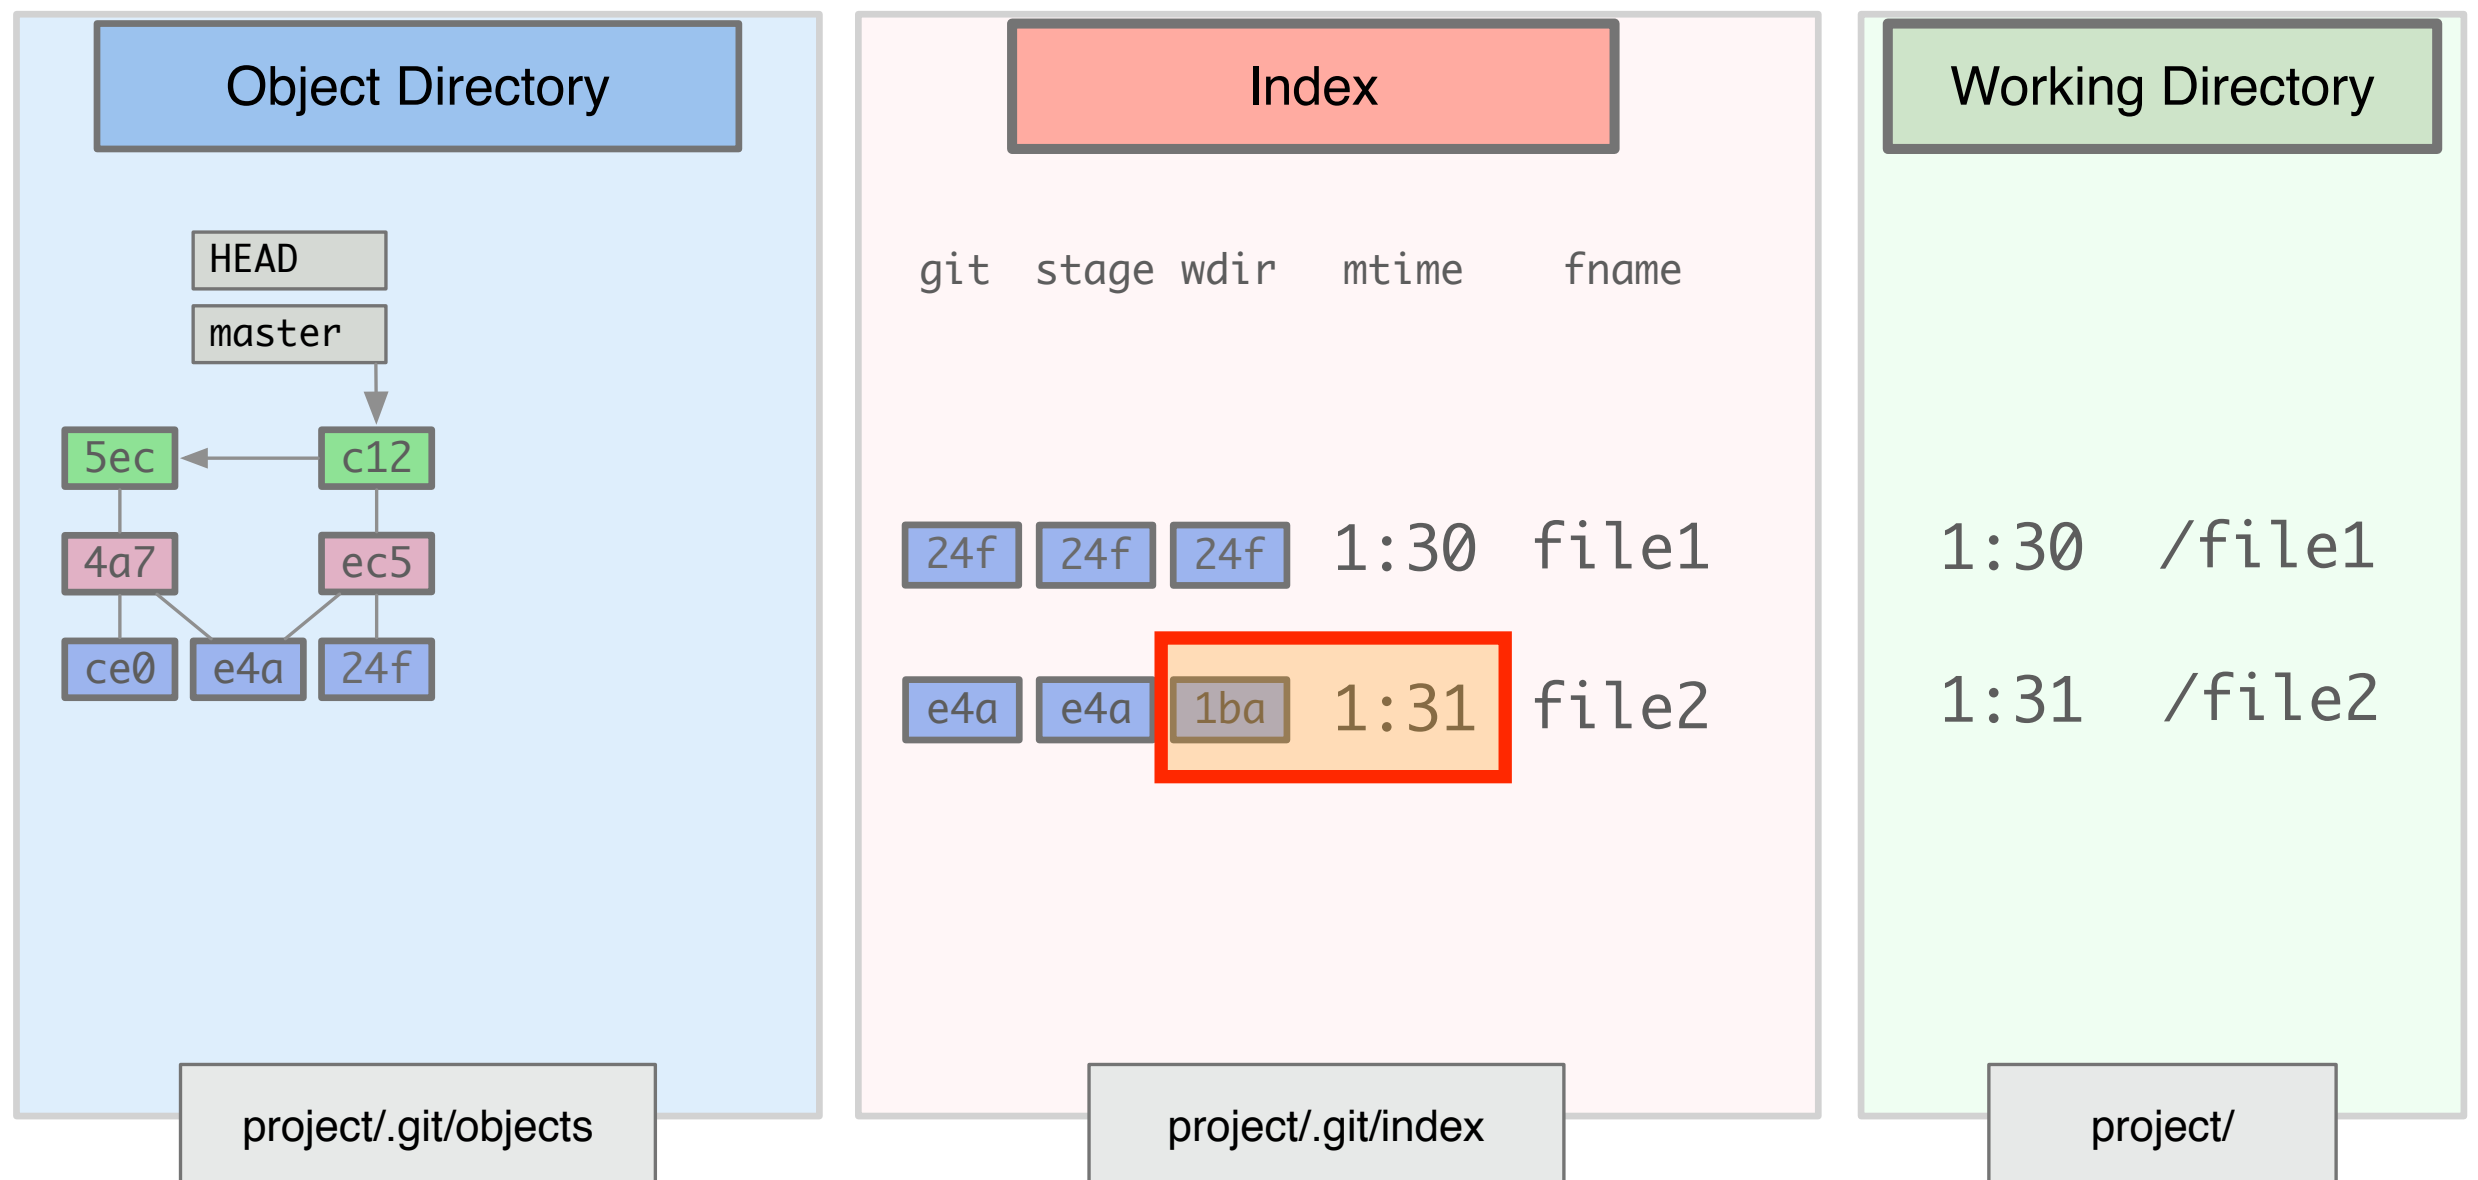 Object Directory
HEAD
master
5ec c12
4a7 ec5
ce0 e4a 24f
project/.git/objects
Index
git stage wdir mtime fname
24f 24f 24f 1:30 file1
e4a e4a 1ba 1:31 file2
project/.git/index
Working Directory
1:30 /file1
1:31 /file2
project/